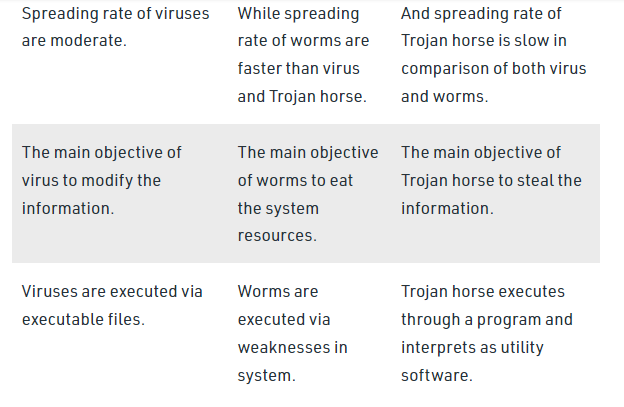 Spreading rate of viruses
are moderate.
While spreading
rate of worms are
faster than virus
and Trojan horse.
And spreading rate of
Trojan horse is slow in
comparison of both virus
and worms.
The main objective of
virus to modify the
information.
The main objective
of worms to eat
the system
resources.
The main objective of
Trojan horse to steal the
information.
Viruses are executed via
executable files.
Worms are
executed via
weaknesses in
system.
Trojan horse executes
through a program and
interprets as utility
software.